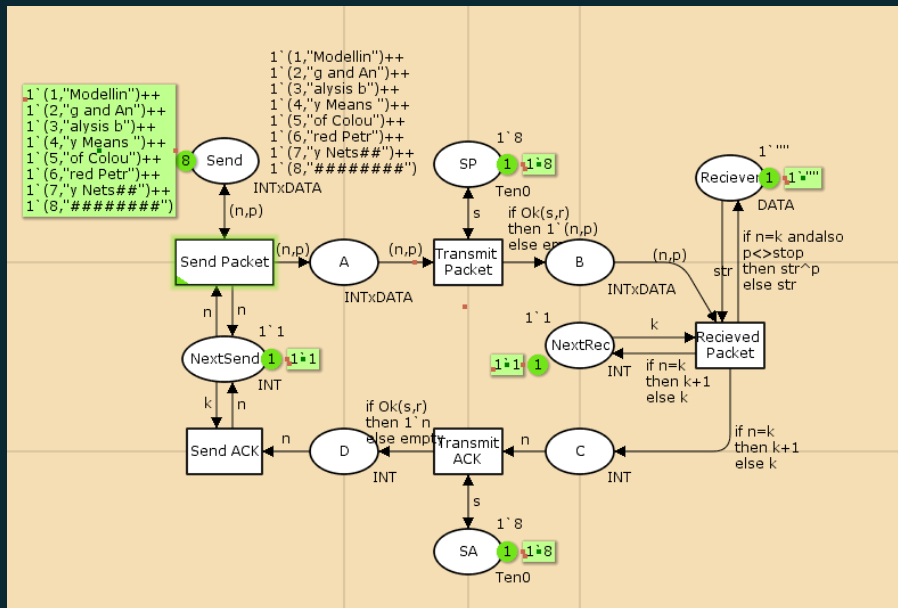 1`(1,"Modellin")++
1`(2,"g and An")++
1`(3,"alysis b")++
1`(4,"y Means ")++
1`(5,"of Colou")++
1`(6,"red Petr")++
1`(7,"y Nets##")++
1`(8,"########")
1`(1,"Modellin")++
1`(2,"g and An")++
1`(3,"alysis b")++
1`(4,"y Means ")++
1`(5,"of Colou")++
1`(6,"red Petr")++
1`(7,"y Nets##")++
1`(8,"########")
8
Send
INTxDATA
1`8
SP
1
1`8
Ten0
1`""
Reciever
1
1`""
DATA
(n,p)
s
if Ok(s,r)
then 1`(n,p)
else
if n=k andalso
p<>stop
then str^p
else str
str
Send Packet
(n,p)
A
(n,p)
Transmit
Packet
B
(n,p)
INTxDATA
INTxDATA
n
n
1`1
NextSend
1
1`1
INT
1`1
NextRec
1`1
1
INT
k
Recieved
Packet
if n=k
then k+1
else k
k
n
if Ok(s,r)
then 1`n
else empty
if n=k
then k+1
else k
Send ACK
n
D
Transmit
ACK
n
C
INT
INT
s
1`8
SA
1
1`8
Ten0